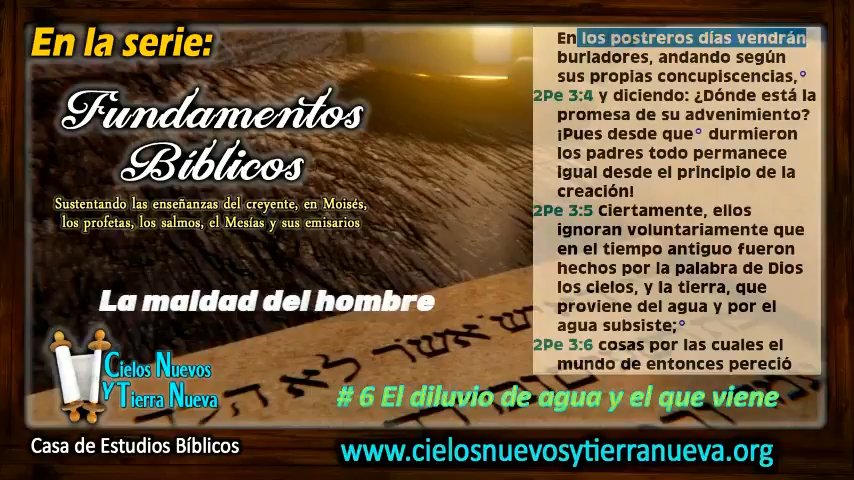 En la serie:
Fundamentos
Bíblicos
Sustentando las enseñanzas del creyente, en Moisés,
los profetas, los salmos, el Mesías y sus emisarios
La maldad del hombre
Cielos Nuevos
Y Tierra Nueva
Casa de Estudios Bíblicos
En los postreros días vendrán
burladores, andando según
sus propias concupiscencias,°
2Pe 3:4 y diciendo: ¿Dónde está la
promesa de su advenimiento?
¡Pues desde que° durmieron
los padres todo permanece
igual desde el principio de la
creación!
2Pe 3:5 Ciertamente, ellos
ignoran voluntariamente que
en el tiempo antiguo fueron
hechos por la palabra de Dios
los cielos, y la tierra, que
proviene del agua y por el
agua subsiste;°
2Pe 3:6 cosas por las cuales el
mundo de entonces pereció
# 6 El diluvio de agua y el que viene
www.cielosnuevosytierranueva.org